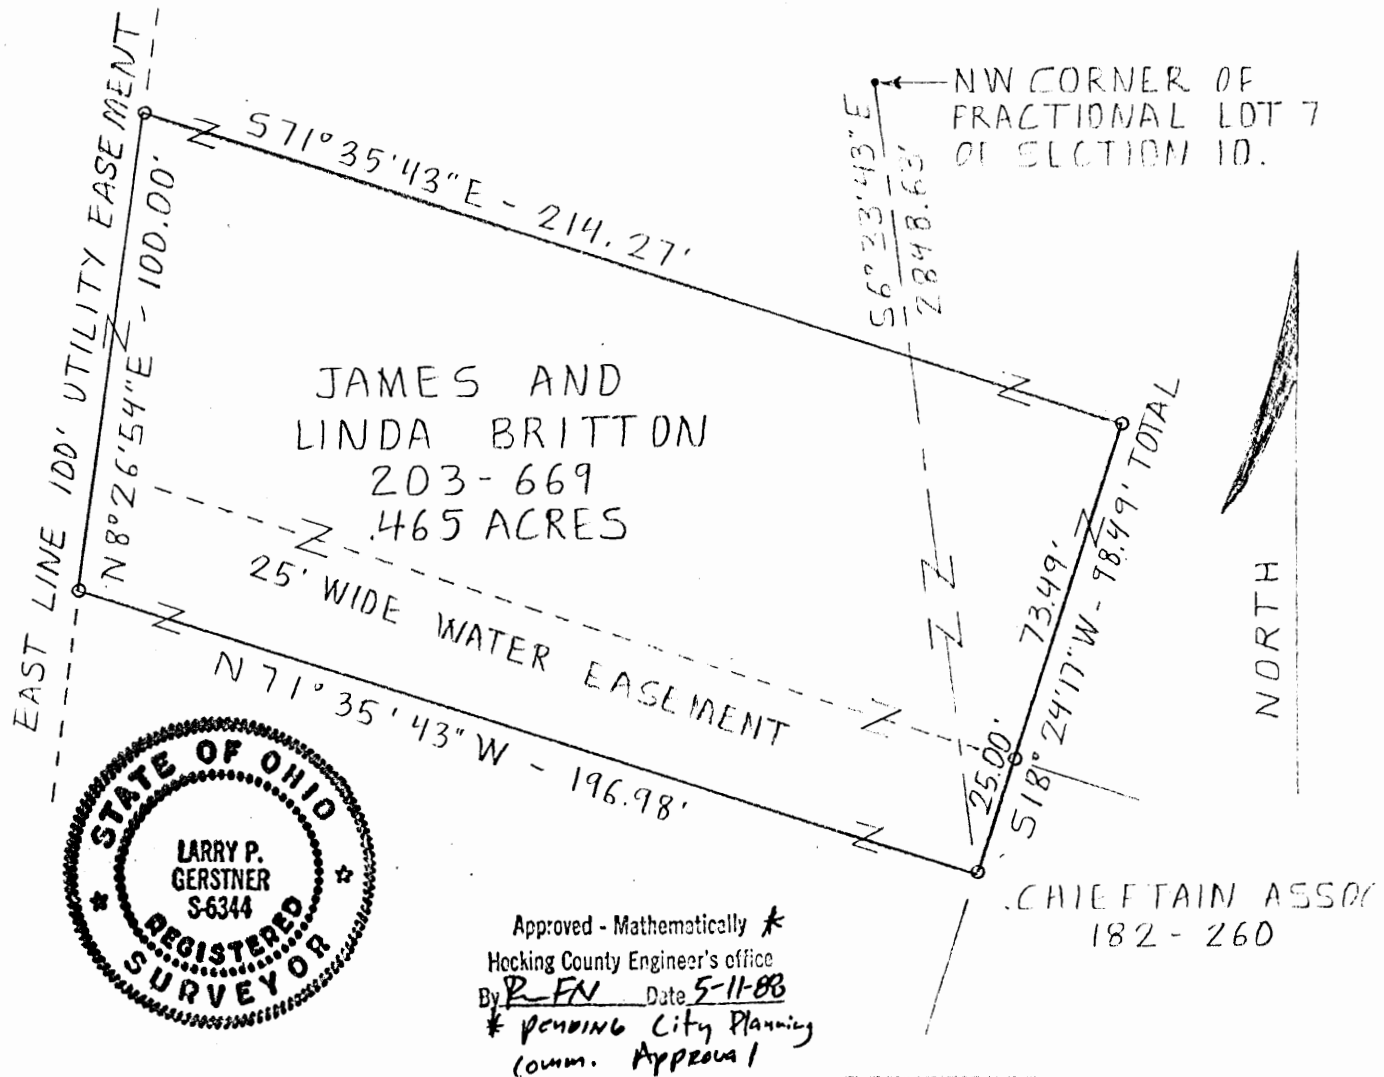 EAST LINE 100' UTILITY EASEMENT
N8°26'54"E - 100.00'
S71°35'43"E - 214.27'
NW CORNER OF
FRACTIONAL LOT 7
OF SECTION 10.
S6°23'43"E
2848.63'
JAMES AND
LINDA BRITTON
203-669
.465 ACRES
25' WIDE WATER EASEMENT
N71°35'43"W - 196.98'
73.49'
25.00'
S18°24'17"W - 98.49' TOTAL
NORTH
CHIEFTAIN ASSOC
182-260
STATE OF OHIO
LARRY P.
GERSTNER
S-6344
REGISTERED
SURVEYOR
Approved - Mathematically *
Hocking County Engineer's office
By Date 5-11-88
* PENDING City Planning
Comm. Approval